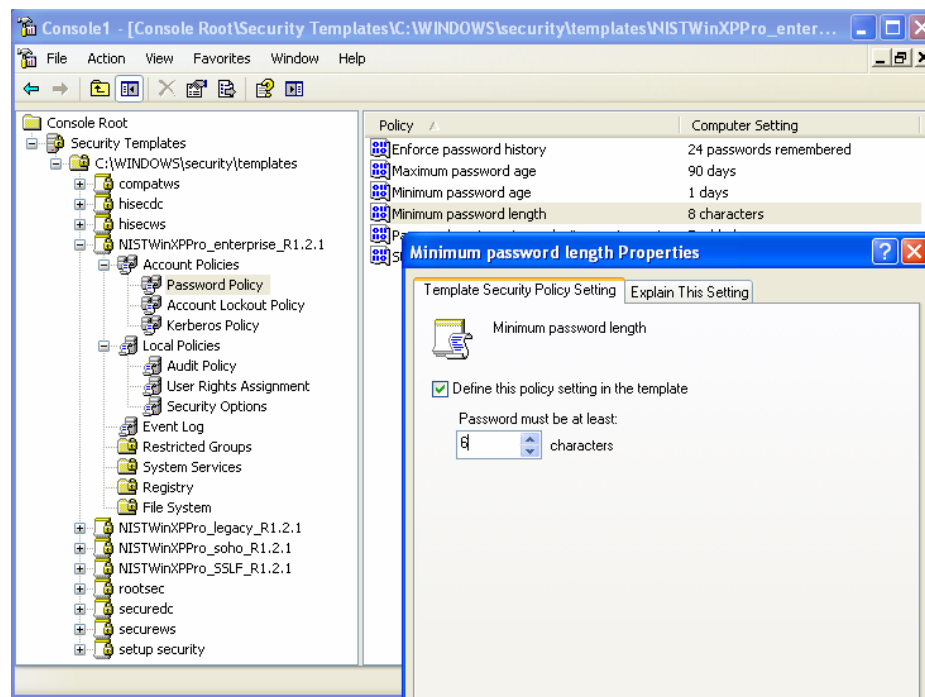 Console1 - [Console Root\Security Templates\C:\WINDOWS\security\templates\NISTWinXPPro_enter...
File Action View Favorites Window Help
Console Root
Security Templates
C:\WINDOWS\security\templates
compatws
hisecdc
hisecws
NISTWinXPPro_enterprise_R1.2.1
Account Policies
Password Policy
Account Lockout Policy
Kerberos Policy
Local Policies
Audit Policy
User Rights Assignment
Security Options
Event Log
Restricted Groups
System Services
Registry
File System
NISTWinXPPro_legacy_R1.2.1
NISTWinXPPro_soho_R1.2.1
NISTWinXPPro_SSLF_R1.2.1
rootsec
securedc
securews
setup security
Policy Computer Setting
Enforce password history 24 passwords remembered
Maximum password age 90 days
Minimum password age 1 days
Minimum password length 8 characters
Minimum password length Properties
Template Security Policy Setting Explain This Setting
Minimum password length
Define this policy setting in the template
Password must be at least:
6 characters